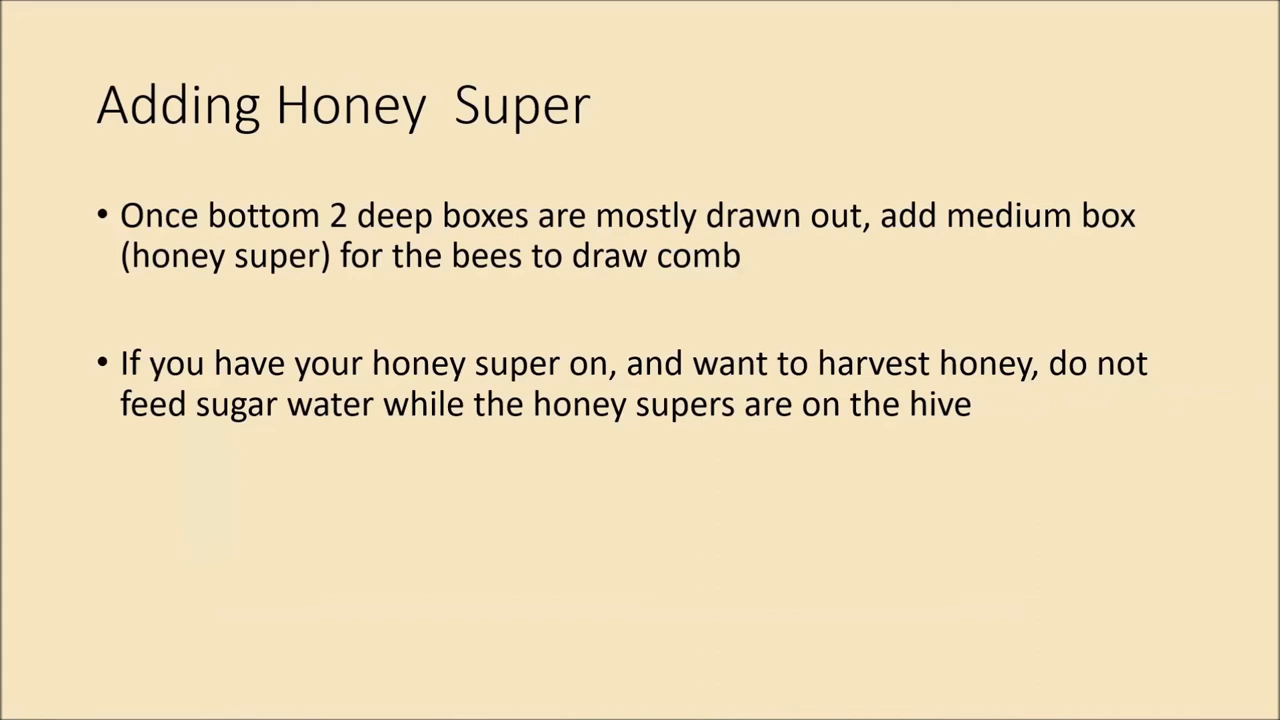 Adding Honey  Super
• Once bottom 2 deep boxes are mostly drawn out, add medium box
(honey super) for the bees to draw comb
• If you have your honey super on, and want to harvest honey, do not
feed sugar water while the honey supers are on the hive